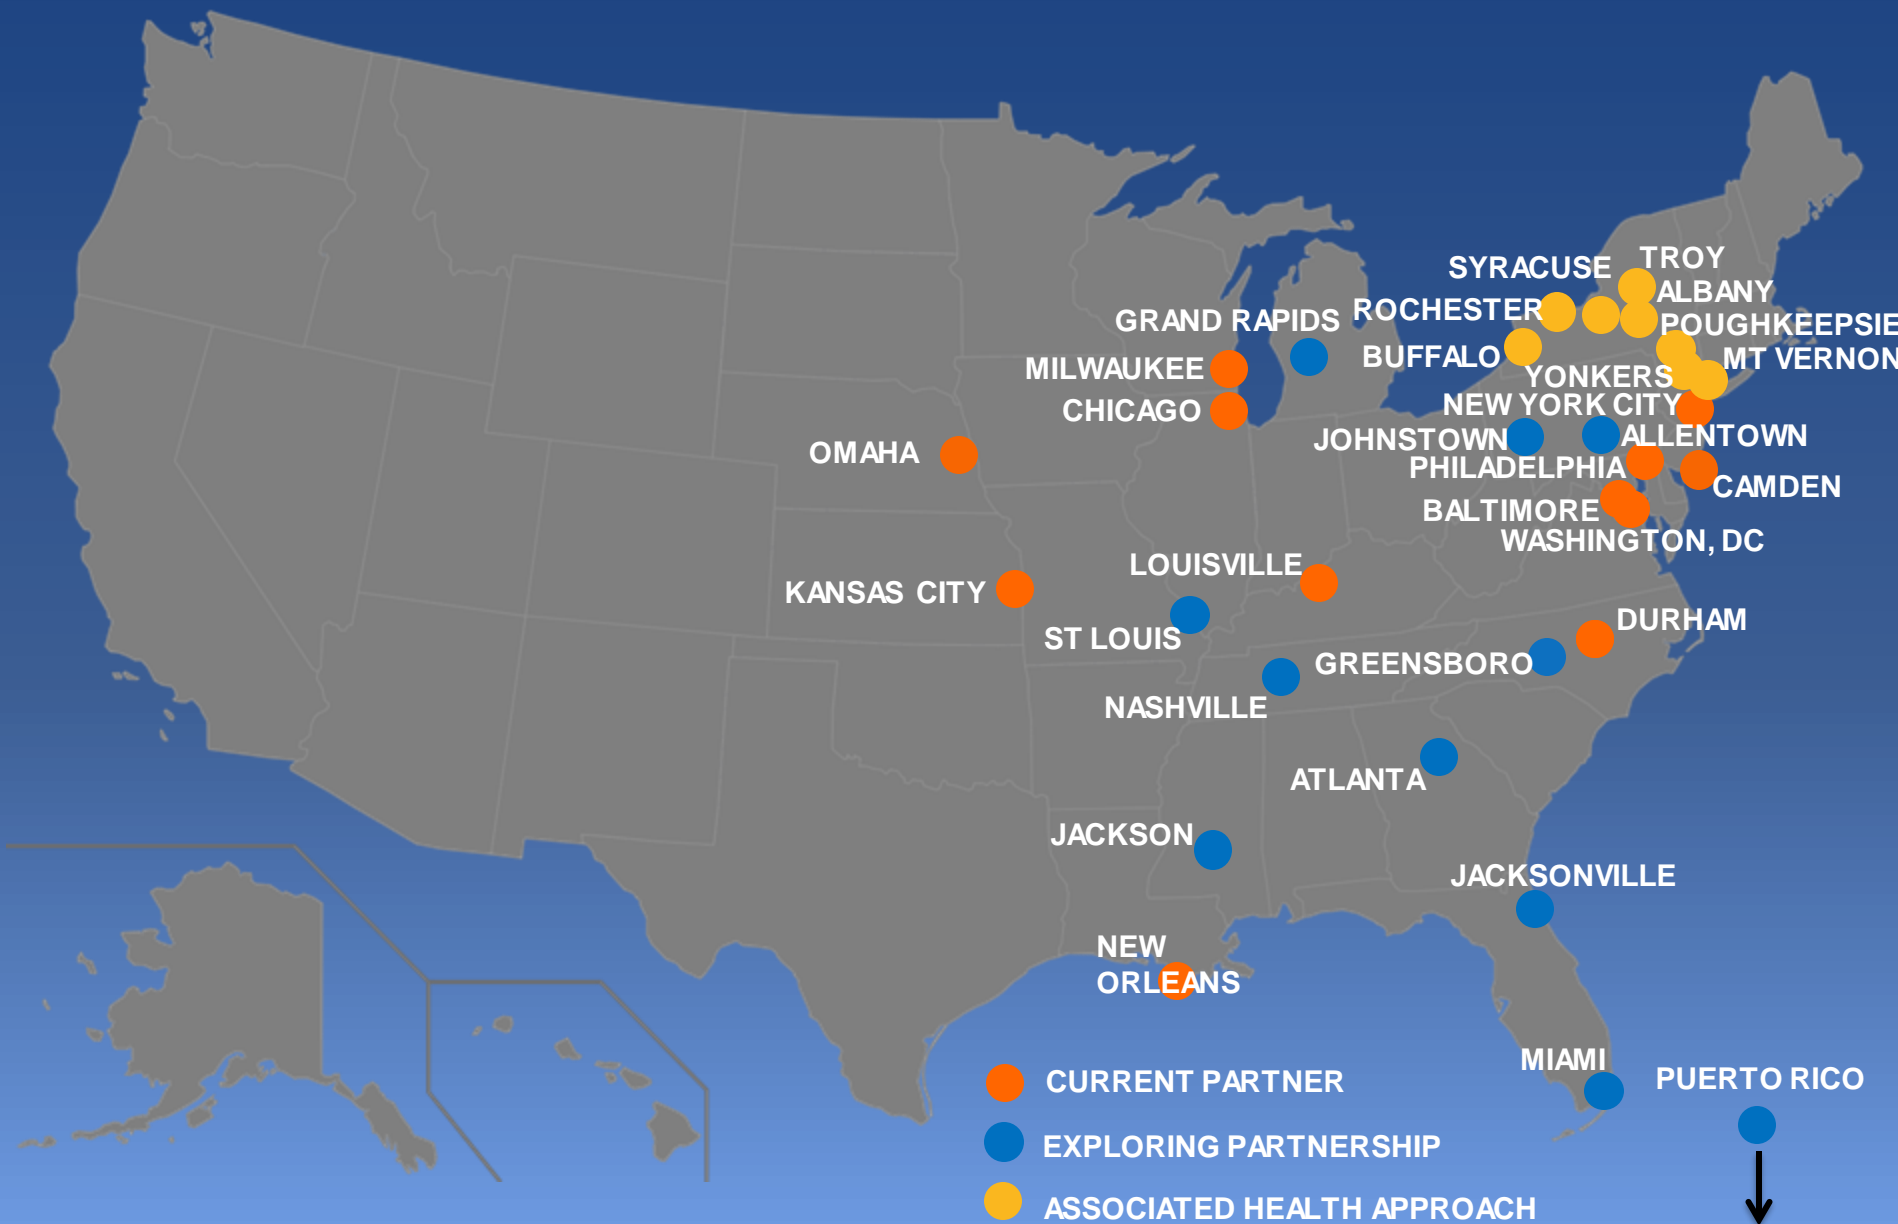 TROY
SYRACUSE
ALBANY
ROCHESTER
GRAND RAPIDS
POUGHKEEPSIE
BUFFALO
MT VERNON
MILWAUKEE
YONKERS
CHICAGO
NEW YORK CITY
JOHNSTOWN
ALLENTOWN
OMAHA
PHILADELPHIA
CAMDEN
BALTIMORE
WASHINGTON, DC
LOUISVILLE
KANSAS CITY
DURHAM
ST LOUIS
GREENSBORO
NASHVILLE
ATLANTA
JACKSON
JACKSONVILLE
NEW
ORLEANS
MIAMI
PUERTO RICO
CURRENT PARTNER
EXPLORING PARTNERSHIP
ASSOCIATED HEALTH APPROACH